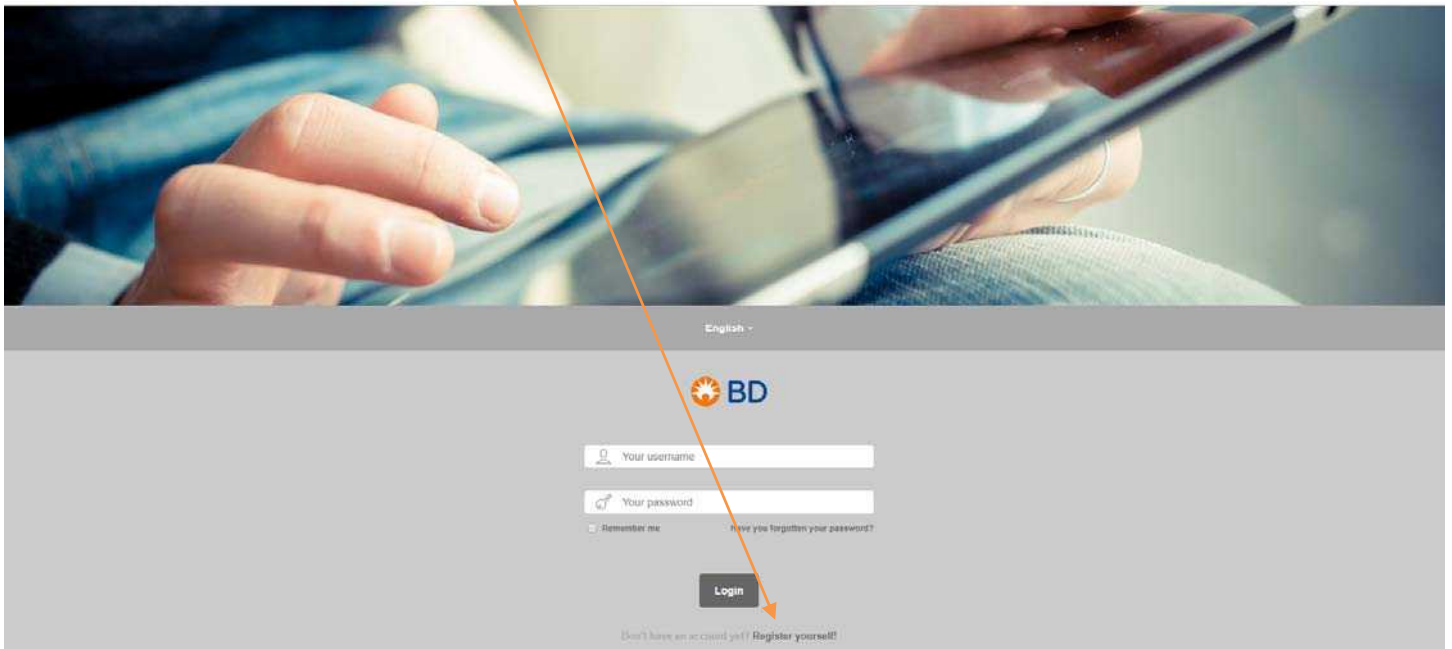 English
BD
Your username
Your password
Remember me Have you forgotten your password?
Login
Don't have an account yet? Register yourself!